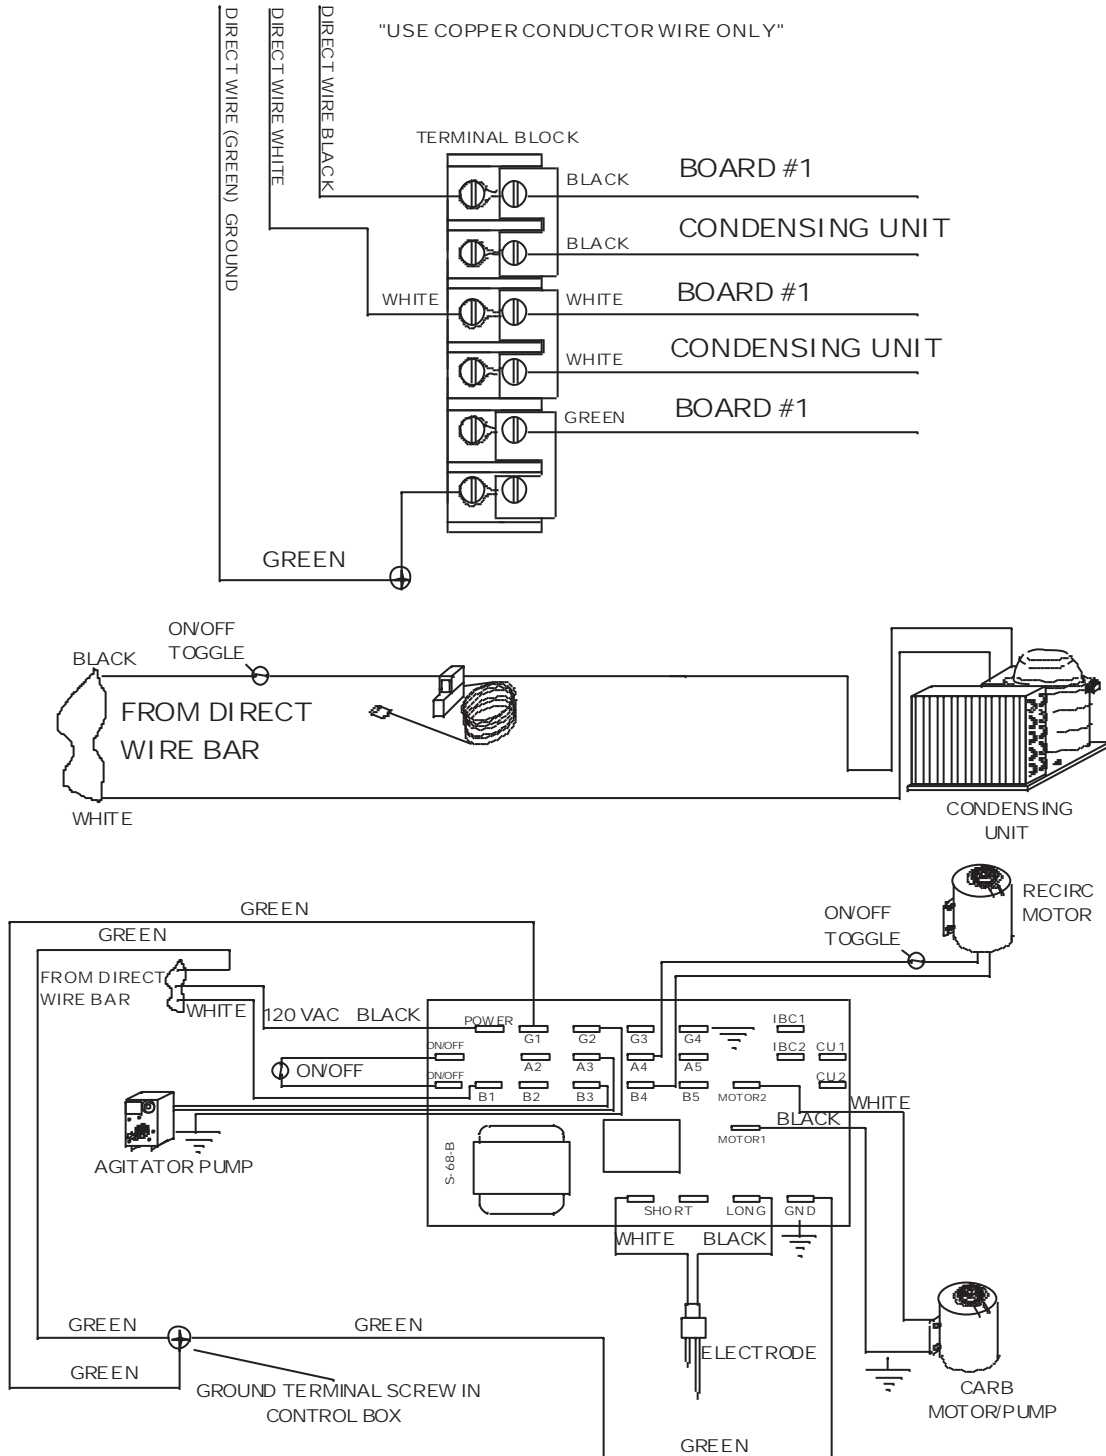 "USE COPPER CONDUCTOR WIRE ONLY"
DIRECT WIRE (GREEN) GROUND
DIRECT WIRE WHITE
DIRECT WIRE BLACK
TERMINAL BLOCK
BLACK
BOARD #1
BLACK
CONDENSING UNIT
WHITE
WHITE
BOARD #1
WHITE
CONDENSING UNIT
GREEN
BOARD #1
GREEN
ON/OFF
TOGGLE
BLACK
FROM DIRECT
WIRE BAR
WHITE
CONDENSING
UNIT
RECIRC
MOTOR
ON/OFF
TOGGLE
GREEN
GREEN
FROM DIRECT
WIRE BAR
WHITE
120 VAC BLACK
POWER
G1
G2
G3
G4
IBC1
ON/OFF
A2
A3
A4
A5
IBC2
CU1
ON/OFF
ON/OFF
B1
B2
B3
B4
B5
MOTOR2
CU2
WHITE
BLACK
MOTOR1
AGITATOR PUMP
S-68-B
SHORT
LONG
GND
WHITE
BLACK
ELECTRODE
GREEN
GREEN
GREEN
GROUND TERMINAL SCREW IN
CONTROL BOX
CARB
MOTOR/PUMP
GREEN